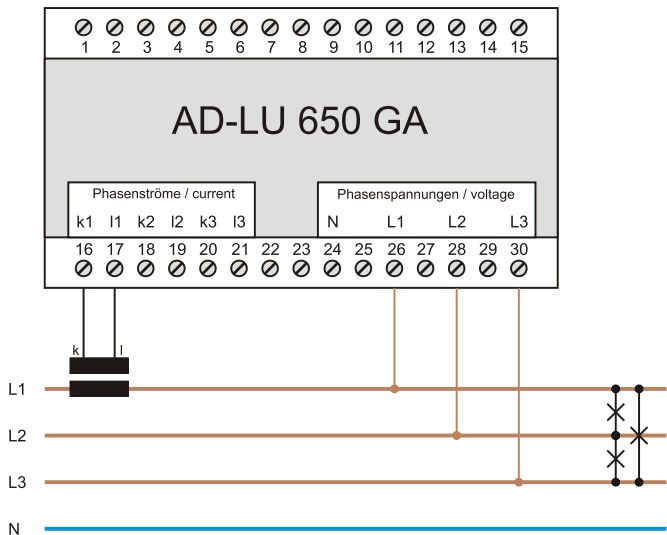 1 2 3 4 5 6 7 8 9 10 11 12 13 14 15
AD-LU 650 GA
Phasenströme / current
k1 l1 k2 l2 k3 l3
Phasenspannungen / voltage
N L1 L2 L3
16 17 18 19 20 21 22 23 24 25 26 27 28 29 30
k l
L1
L2
L3
N